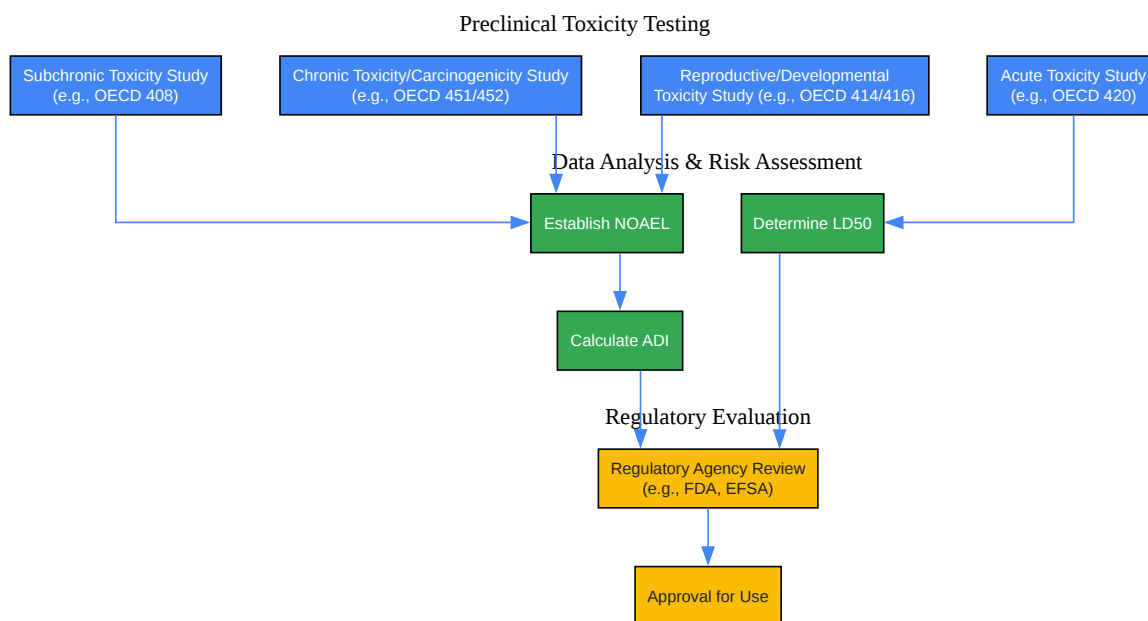 Preclinical Toxicity Testing
Subchronic Toxicity Study
(e.g., OECD 408)
Chronic Toxicity/Carcinogenicity Study
(e.g., OECD 451/452)
Reproductive/Developmental
Toxicity Study (e.g., OECD 414/416)
Acute Toxicity Study
(e.g., OECD 420)
Data Analysis & Risk Assessment
Establish NOAEL
Determine LD50
Calculate ADI
Regulatory Evaluation
Regulatory Agency Review
(e.g., FDA, EFSA)
Approval for Use